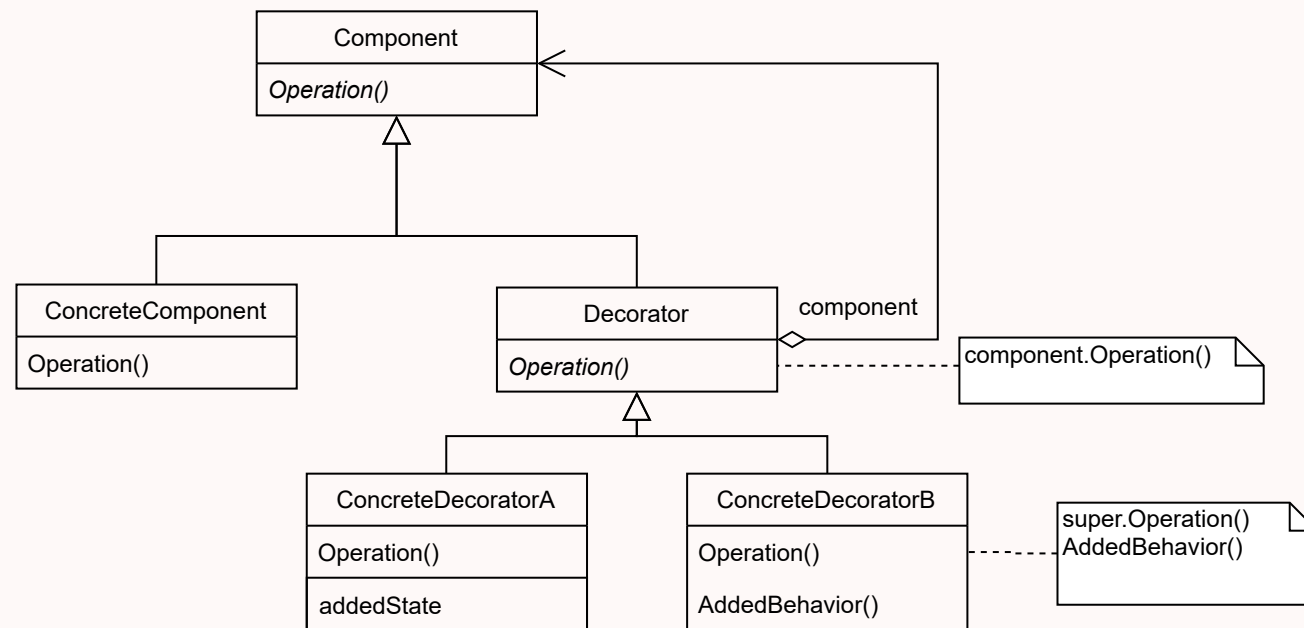 Component
Operation()
ConcreteComponent
Operation()
Decorator
Operation()
component
component.Operation()
ConcreteDecoratorA
Operation()
addedState
ConcreteDecoratorB
Operation()
AddedBehavior()
super.Operation()
AddedBehavior()